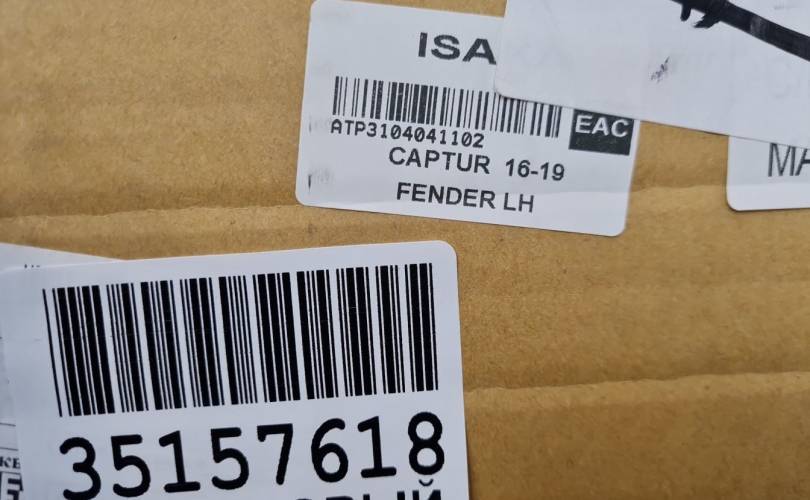 ISA
ATP3104041102
EAC
CAPTUR 16-19
FENDER LH
MA
35157618